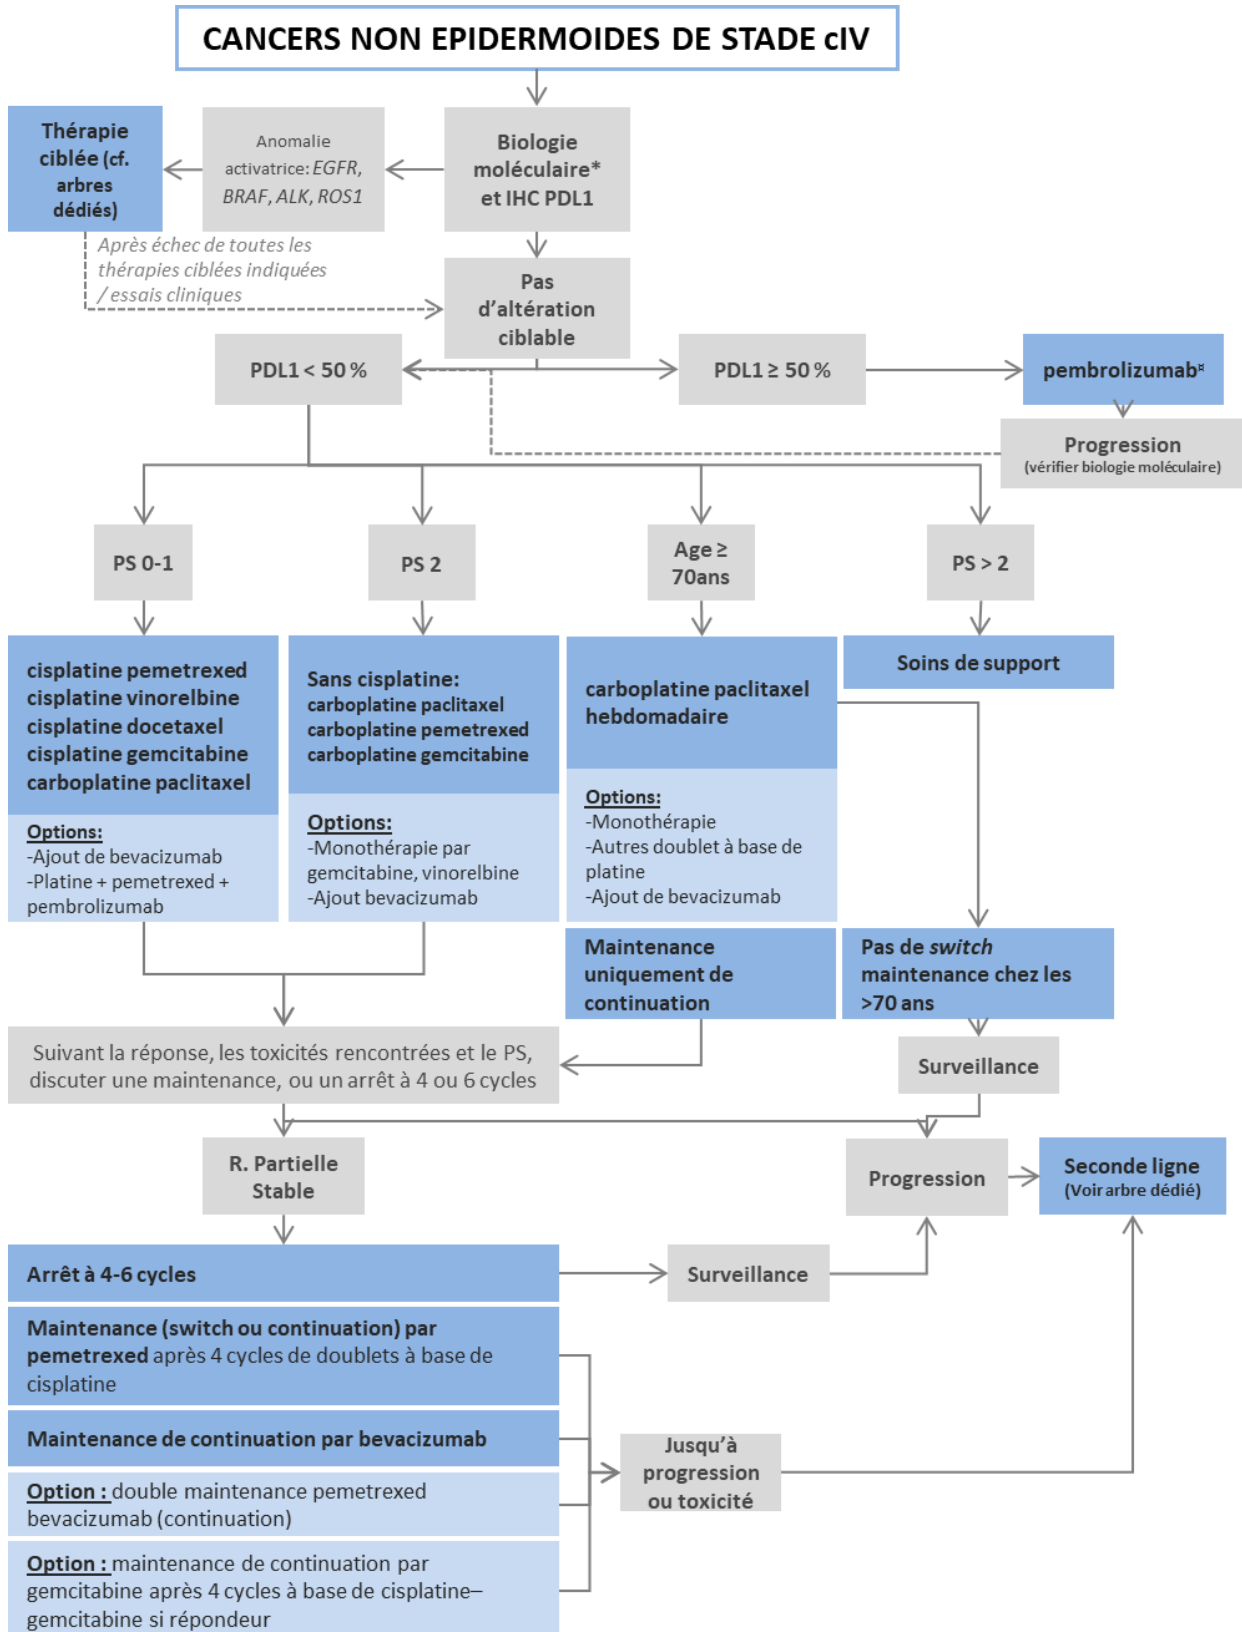 CANCERS NON EPIDERMOIDES DE STADE cIV
Thérapie
ciblée (cf.
arbres
dédiés)
Anomalie
activatrice: EGFR,
BRAF, ALK, ROS1
Biologie
moléculaire*
et IHC PDL1
Après échec de toutes les
thérapies ciblées indiquées
/ essais cliniques
Pas
d'altération
ciblable
PDL1 < 50 %
PDL1 ≥ 50 %
pembrolizumab¤
Progression
(vérifier biologie moléculaire)
PS 0-1
PS 2
Age ≥
70ans
PS > 2
cisplatine pemetrexed
cisplatine vinorelbine
cisplatine docetaxel
cisplatine gemcitabine
carboplatine paclitaxel
Options:
-Ajout de bevacizumab
-Platine + pemetrexed +
pembrolizumab
Sans cisplatine:
carboplatine paclitaxel
carboplatine pemetrexed
carboplatine gemcitabine
Options:
-Monothérapie par
gemcitabine, vinorelbine
-Ajout bevacizumab
carboplatine paclitaxel
hebdomadaire
Options:
-Monothérapie
-Autres doublet à base de
platine
-Ajout de bevacizumab
Soins de support
Maintenance
uniquement de
continuation
Pas de switch
maintenance chez les
>70 ans
Suivant la réponse, les toxicités rencontrées et le PS,
discuter une maintenance, ou un arrêt à 4 ou 6 cycles
Surveillance
R. Partielle
Stable
Progression
Seconde ligne
(Voir arbre dédié)
Arrêt à 4-6 cycles
Surveillance
Maintenance (switch ou continuation) par
pemetrexed après 4 cycles de doublets à base de
cisplatine
Maintenance de continuation par bevacizumab
Jusqu'à
progression
ou toxicité
Option : double maintenance pemetrexed
bevacizumab (continuation)
Option : maintenance de continuation par
gemcitabine après 4 cycles à base de cisplatine–
gemcitabine si répondeur